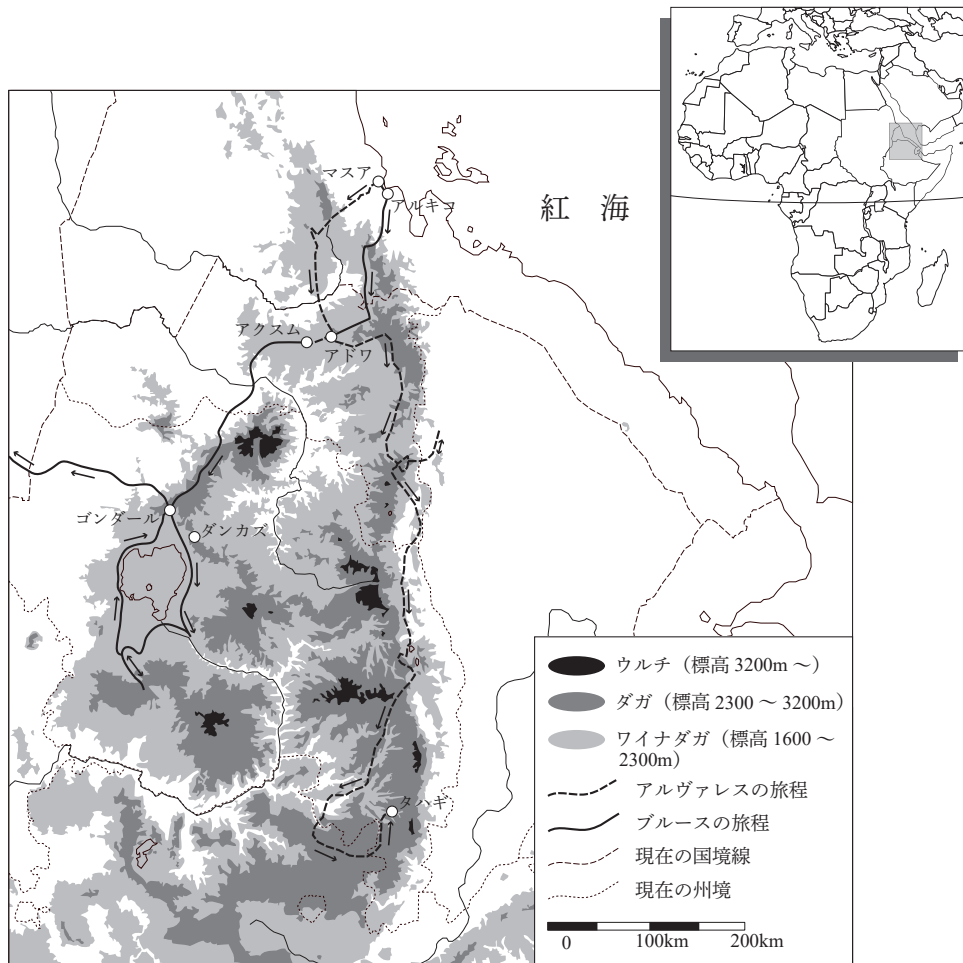 マスア
アルキコ
紅 海
アクスム
アドワ
ゴンダール
ダンカズ
タハギ
ウルチ（標高 3200m ～）
ダガ（標高 2300 ～ 3200m）
ワイナダガ（標高 1600 ～
2300m）
アルヴァレスの旅程
ブルースの旅程
現在の国境線
現在の州境
0 100km 200km